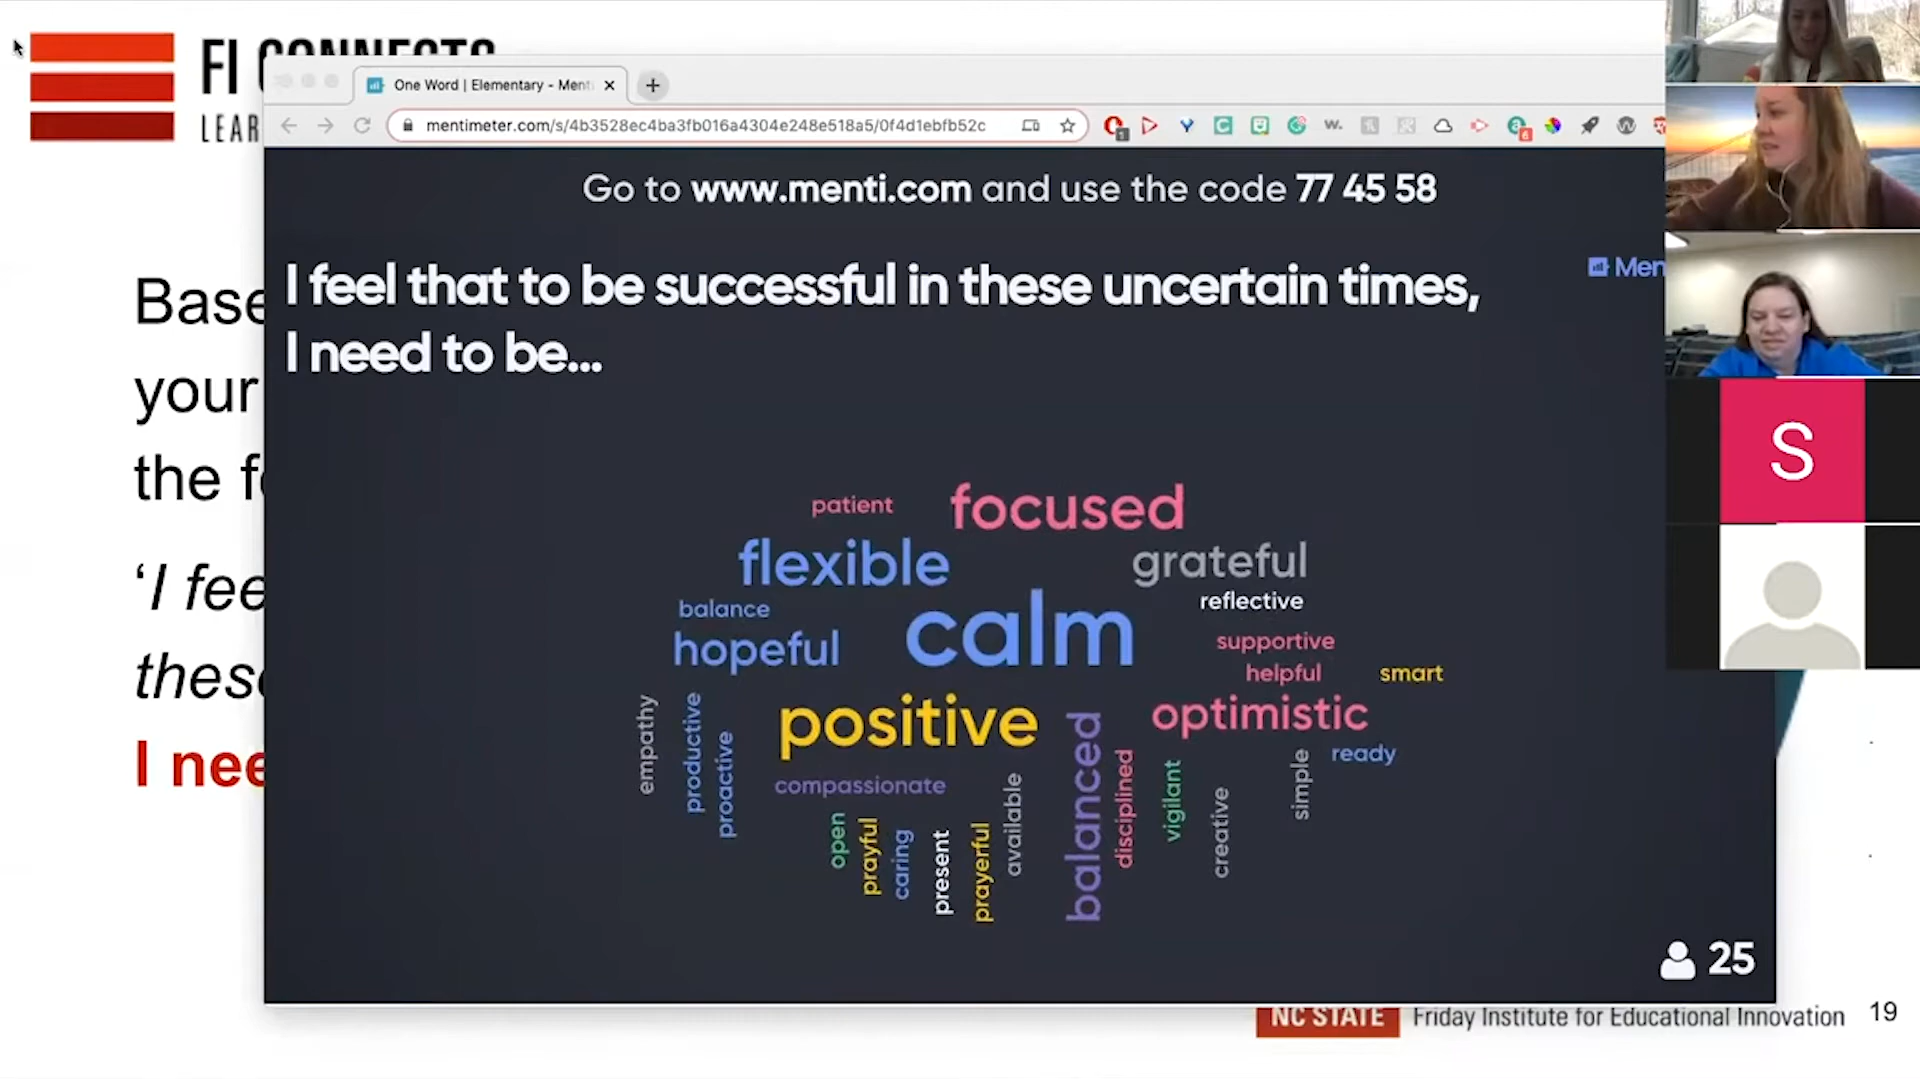 FI CONNECTS
LEAR
One Word | Elementary - Menti
mentimeter.com/s/4b3528ec4ba3fb016a4304e248e518a5/0f4d1ebfb52c
Go to www.menti.com and use the code 77 45 58
Men
I feel that to be successful in these uncertain times,
I need to be...
Base
your
the f
‘I fee
these
I nee
patient
focused
flexible
grateful
balance
reflective
hopeful
calm
supportive
helpful
smart
empathy
productive
proactive
positive
balanced
optimistic
ready
compassionate
available
disciplined
vigilant
creative
simple
open
prayful
caring
present
prayerful
25
S
NC STATE Friday Institute for Educational Innovation 19